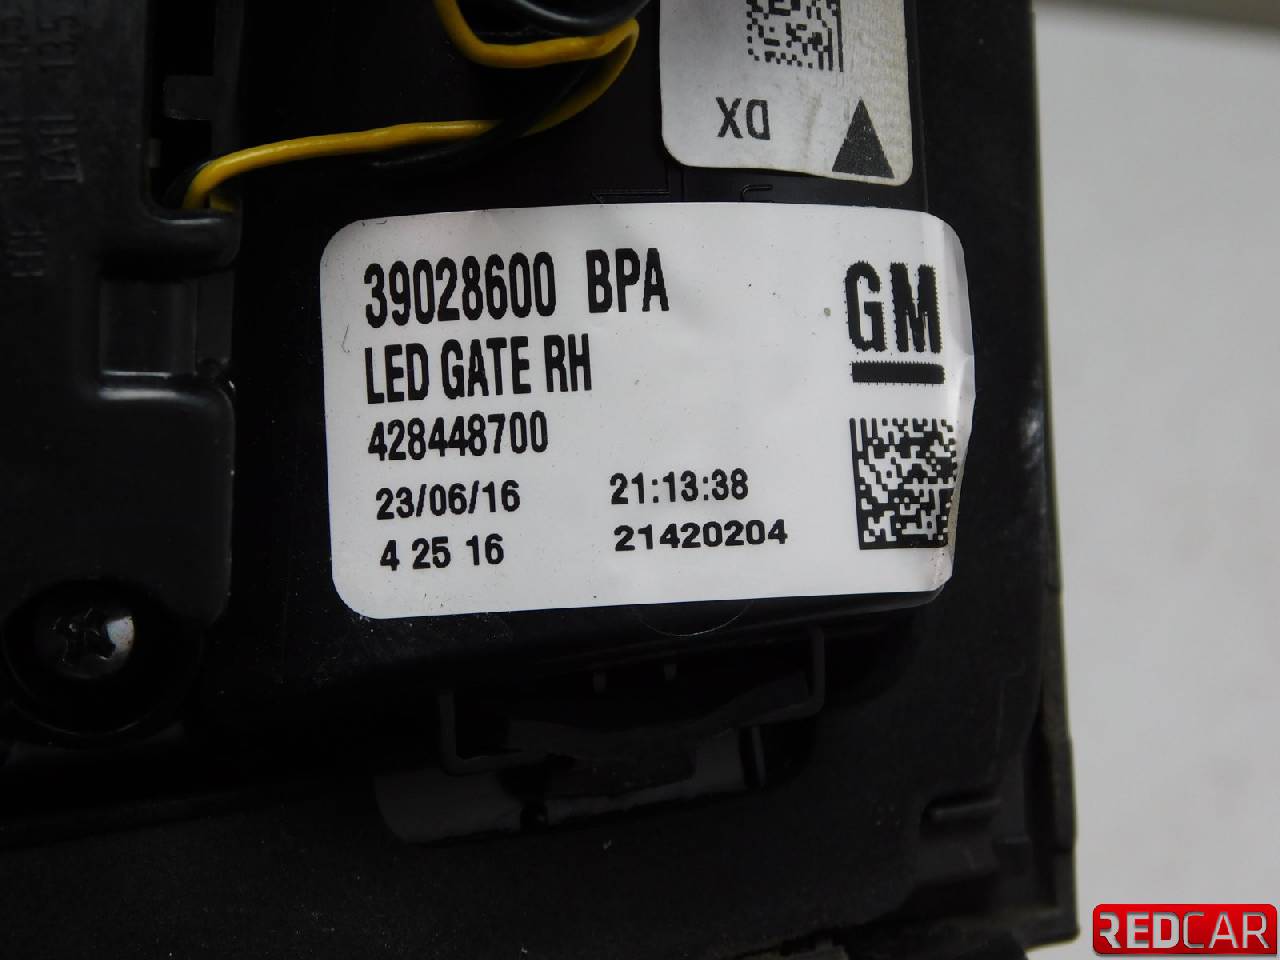 DX
39028600 BPA
GM
LED GATE RH
428448700
23/06/16 21:13:38
4 25 16 21420204
REDCAR